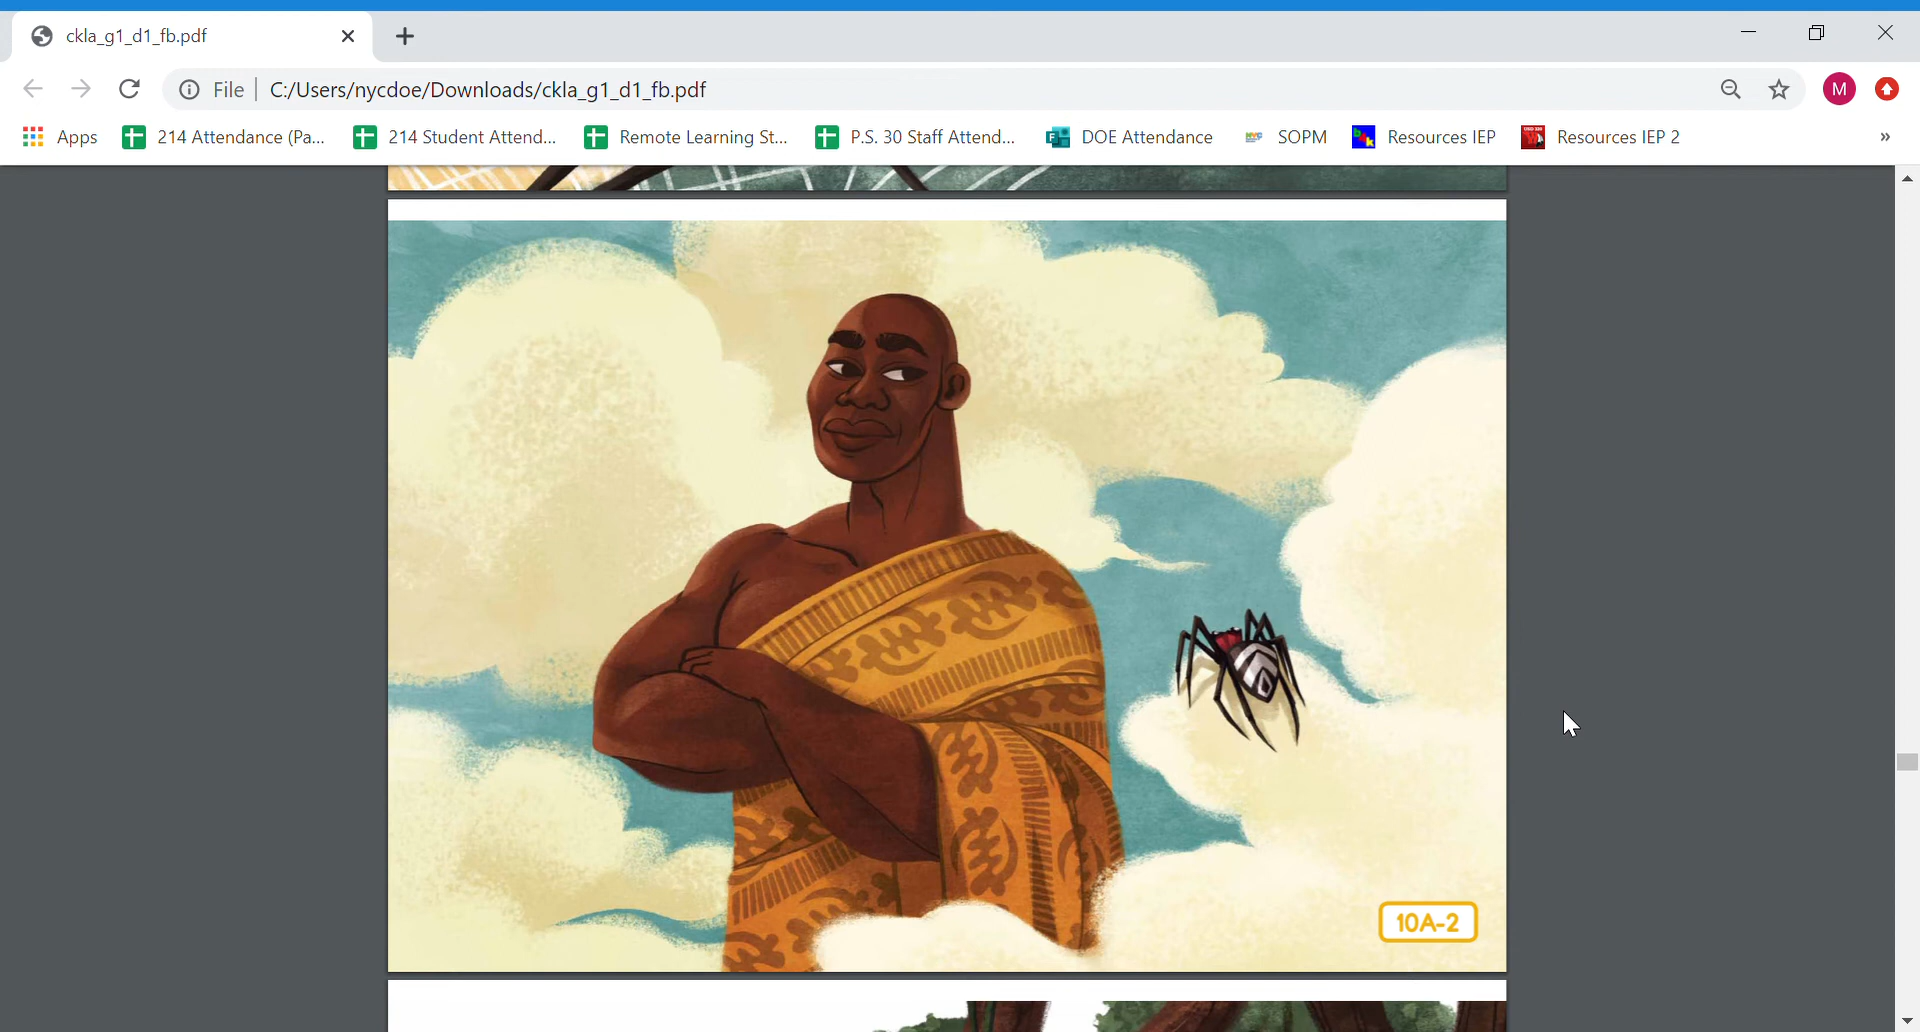 ckla_g1_d1_fb.pdf
File C:/Users/nycdoe/Downloads/ckla_g1_d1_fb.pdf M
Apps 214 Attendance (Pa... 214 Student Attend... Remote Learning St... P.S. 30 Staff Attend... DOE Attendance SOPM Resources IEP Resources IEP 2 »
10A-2